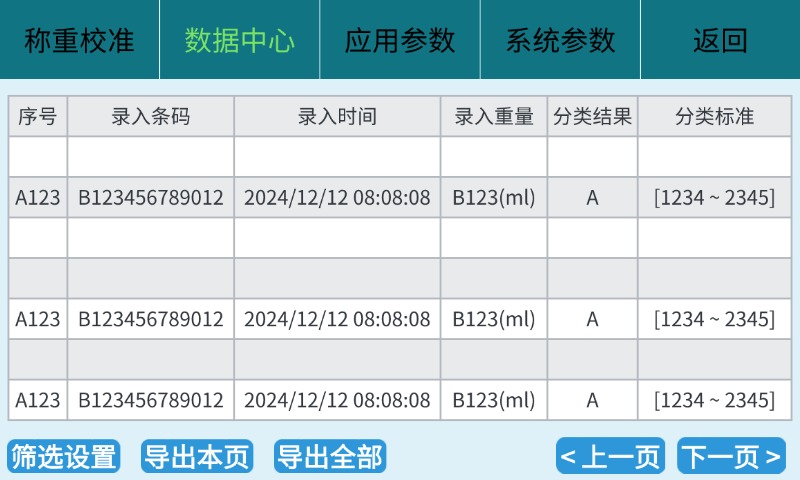 称重校准 数据中心 应用参数 系统参数 返回
序号 录入条码 录入时间 录入重量 分类结果 分类标准
A123 B123456789012 2024/12/12 08:08:08 B123(ml) A [1234 ~ 2345]
A123 B123456789012 2024/12/12 08:08:08 B123(ml) A [1234 ~ 2345]
A123 B123456789012 2024/12/12 08:08:08 B123(ml) A [1234 ~ 2345]
筛选设置 导出本页 导出全部 < 上一页 下一页 >